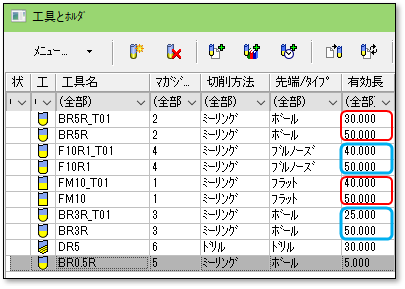 工具とﾎﾙﾀﾞ
ﾒﾆｭｰ...
状 工 工具名 ﾏｶﾞｼﾞ... 切削方法 先端/ﾀｲﾌﾟ 有効長
(全部) (全部) (全部) (全部) (全部)
BR5R_T01 2 ﾐｰﾘﾝｸﾞ ﾎﾞｰﾙ 30.000
BR5R 2 ﾐｰﾘﾝｸﾞ ﾎﾞｰﾙ 50.000
F10R1_T01 4 ﾐｰﾘﾝｸﾞ ﾌﾞﾙﾉｰｽﾞ 40.000
F10R1 4 ﾐｰﾘﾝｸﾞ ﾌﾞﾙﾉｰｽﾞ 50.000
FM10_T01 1 ﾐｰﾘﾝｸﾞ ﾌﾗｯﾄ 40.000
FM10 1 ﾐｰﾘﾝｸﾞ ﾌﾗｯﾄ 50.000
BR3R_T01 3 ﾐｰﾘﾝｸﾞ ﾎﾞｰﾙ 25.000
BR3R 3 ﾐｰﾘﾝｸﾞ ﾎﾞｰﾙ 50.000
DR5 6 ﾄﾞﾘﾙ ﾄﾞﾘﾙ 30.000
BR0.5R 5 ﾐｰﾘﾝｸﾞ ﾎﾞｰﾙ 5.000